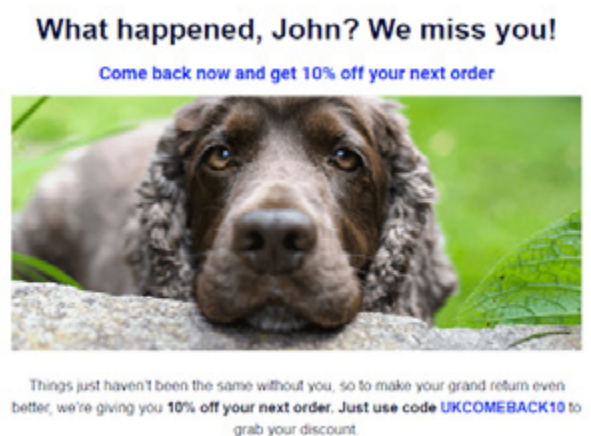 What happened, John? We miss you!
Come back now and get 10% off your next order
Things just haven't been the same without you, so to make your grand return even
better, we're giving you 10% off your next order. Just use code UKCOMEBACK10 to
grab your discount.